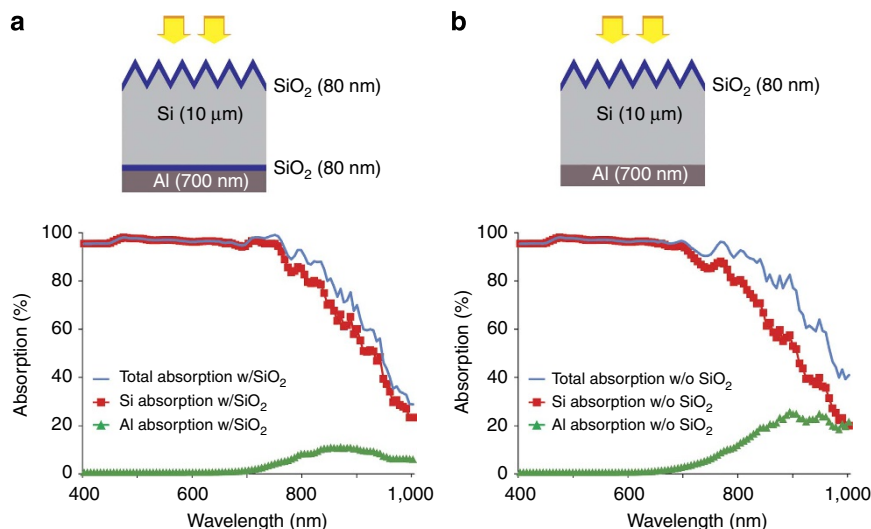 a
SiO₂ (80 nm)
Si (10 μm)
SiO₂ (80 nm)
Al (700 nm)
100
80
60
40
20
0
Absorption (%)
Total absorption w/SiO₂
Si absorption w/SiO₂
Al absorption w/SiO₂
400
600
800
1,000
Wavelength (nm)
b
SiO₂ (80 nm)
Si (10 μm)
Al (700 nm)
100
80
60
40
20
0
Absorption (%)
Total absorption w/o SiO₂
Si absorption w/o SiO₂
Al absorption w/o SiO₂
400
600
800
1,000
Wavelength (nm)